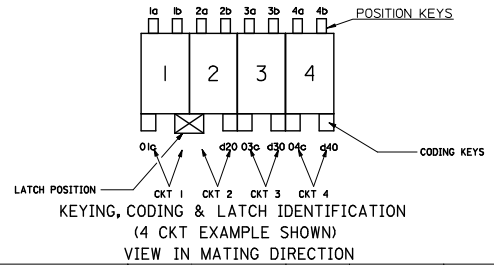 1a 1b 2a 2b 3a 3b 4a 4b
POSITION KEYS
1 2 3 4
01c d20 03c d30 04c d40
CODING KEYS
LATCH POSITION
CKT 1 CKT 2 CKT 3 CKT 4
KEYING, CODING & LATCH IDENTIFICATION
(4 CKT EXAMPLE SHOWN)
VIEW IN MATING DIRECTION